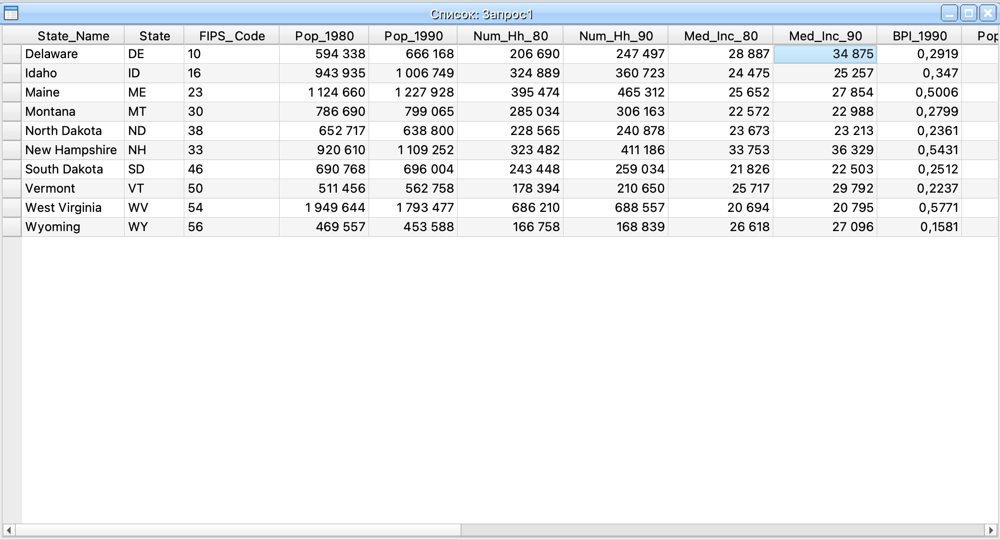 Список: Запрос1
State_Name State FIPS_Code Pop_1980 Pop_1990 Num_Hh_80 Num_Hh_90 Med_Inc_80 Med_Inc_90 BPI_1990 Pop
Delaware DE 10 594 338 666 168 206 690 247 497 28 887 34 875 0,2919
Idaho ID 16 943 935 1 006 749 324 889 360 723 24 475 25 257 0,347
Maine ME 23 1 124 660 1 227 928 395 474 465 312 25 652 27 854 0,5006
Montana MT 30 786 690 799 065 285 034 306 163 22 572 22 988 0,2799
North Dakota ND 38 652 717 638 800 228 565 240 878 23 673 23 213 0,2361
New Hampshire NH 33 920 610 1 109 252 323 482 411 186 33 753 36 329 0,5431
South Dakota SD 46 690 768 696 004 243 448 259 034 21 826 22 503 0,2512
Vermont VT 50 511 456 562 758 178 394 210 650 25 717 29 792 0,2237
West Virginia WV 54 1 949 644 1 793 477 686 210 688 557 20 694 20 795 0,5771
Wyoming WY 56 469 557 453 588 166 758 168 839 26 618 27 096 0,1581